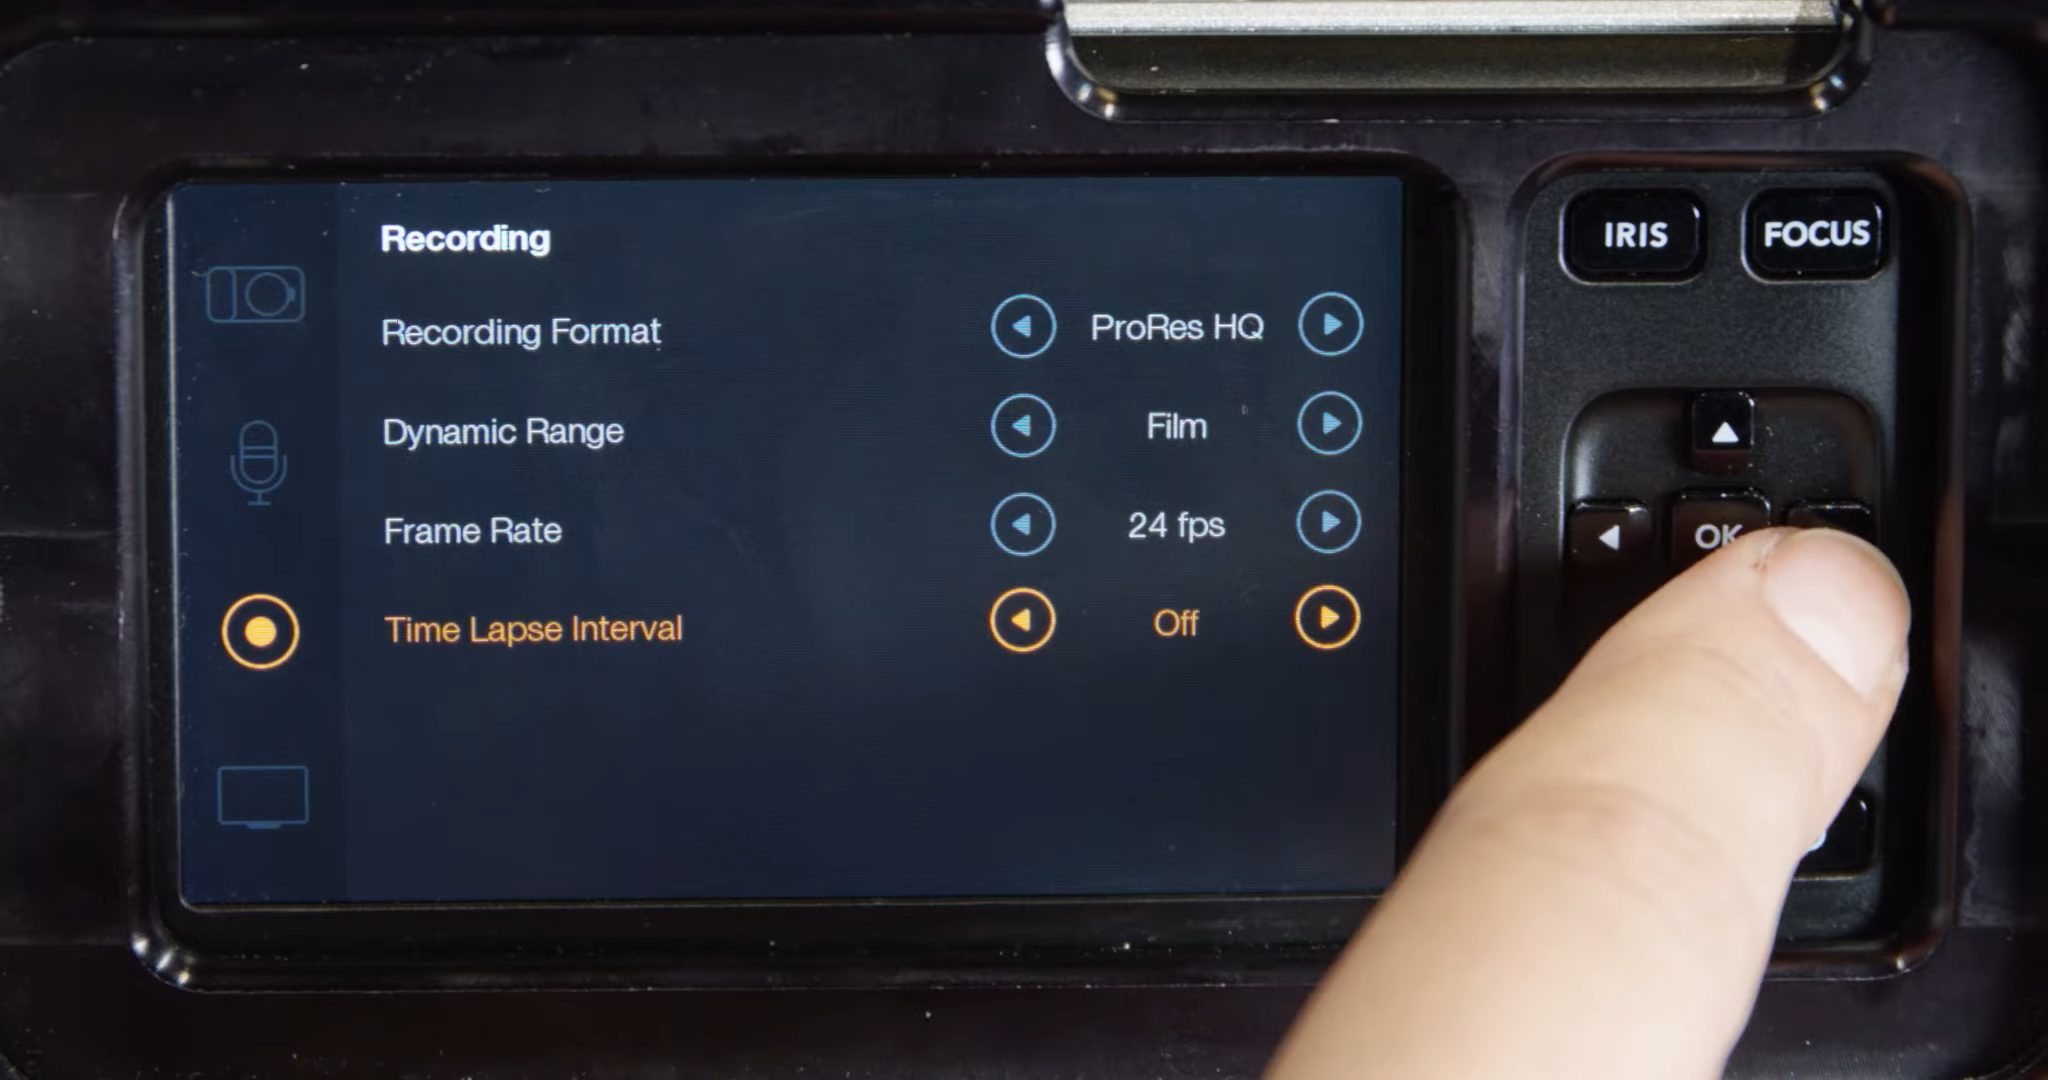 Recording
Recording Format ProRes HQ
Dynamic Range Film
Frame Rate 24 fps
Time Lapse Interval Off
IRIS FOCUS
OK